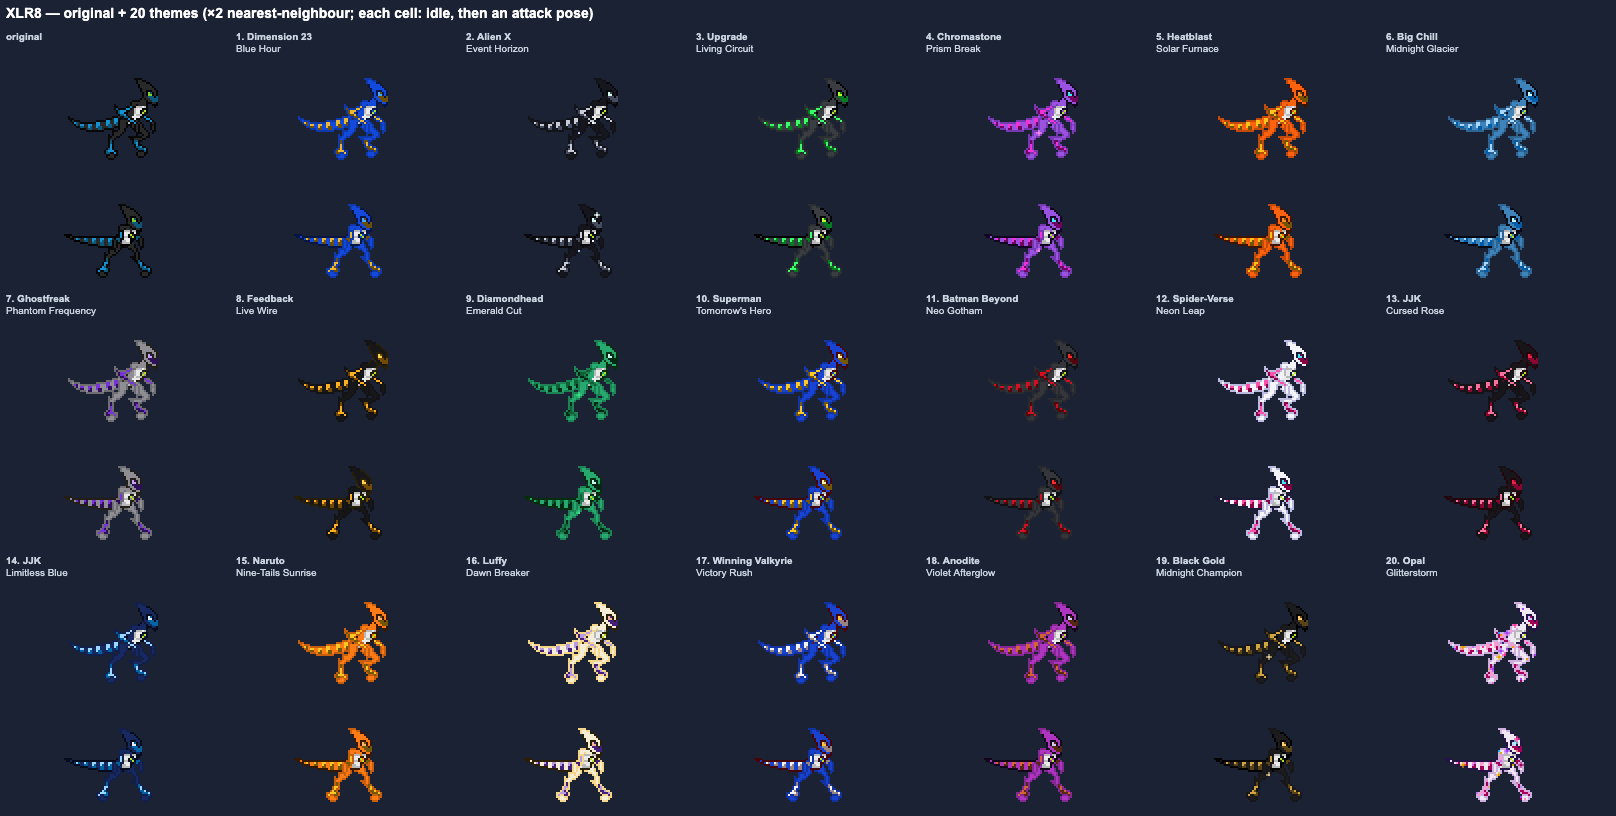 XLR8 — original + 20 themes (×2 nearest-neighbour; each cell: idle, then an attack pose)
original
1. Dimension 23
Blue Hour
2. Alien X
Event Horizon
3. Upgrade
Living Circuit
4. Chromastone
Prism Break
5. Heatblast
Solar Furnace
6. Big Chill
Midnight Glacier
7. Ghostfreak
Phantom Frequency
8. Feedback
Live Wire
9. Diamondhead
Emerald Cut
10. Superman
Tomorrow's Hero
11. Batman Beyond
Neo Gotham
12. Spider-Verse
Neon Leap
13. JJK
Cursed Rose
14. JJK
Limitless Blue
15. Naruto
Nine-Tails Sunrise
16. Luffy
Dawn Breaker
17. Winning Valkyrie
Victory Rush
18. Anodite
Violet Afterglow
19. Black Gold
Midnight Champion
20. Opal
Glitterstorm